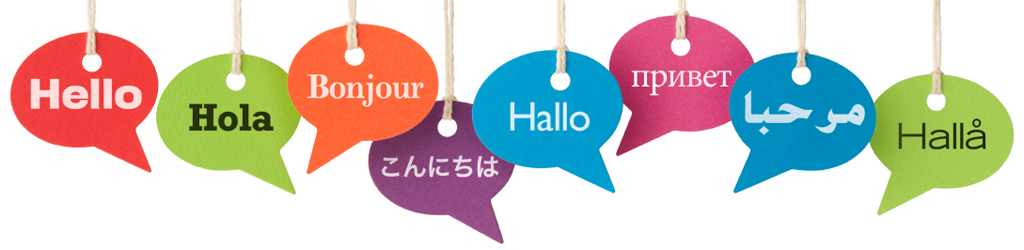 Hello
Hola
Bonjour
こんにちは
Hallo
привет
مرحبا
Hallå